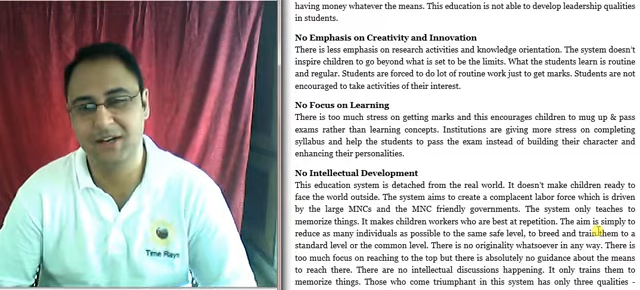 having money whatever the means. This education is not able to develop leadership qualities
in students.
No Emphasis on Creativity and Innovation
There is less emphasis on research activities and knowledge orientation. The system doesn't
inspire children to go beyond what is set to be the limits. What the students learn is routine
and regular. Students are forced to do lot of routine work just to get marks. Students are not
encouraged to take activities of their interest.
No Focus on Learning
There is too much stress on getting marks and this encourages children to mug up & pass
exams rather than learning concepts. Institutions are giving more stress on completing
syllabus and help the students to pass the exam instead of building their character and
enhancing their personalities.
No Intellectual Development
This education system is detached from the real world. It doesn't make children ready to
face the world outside. The system aims to create a complacent labor force which is driven
by the large MNCs and the MNC friendly governments. The system only teaches to
memorize things. It makes children workers who are best at repetition. The aim is simply to
reduce as many individuals as possible to the same safe level, to breed and train them to a
standard level or the common level. There is no originality whatsoever in any way. There is
too much focus on reaching to the top but there is absolutely no guidance about the means
to reach there. There are no intellectual discussions happening. It only trains them to
memorize things. Those who come triumphant in this system has only three qualities -